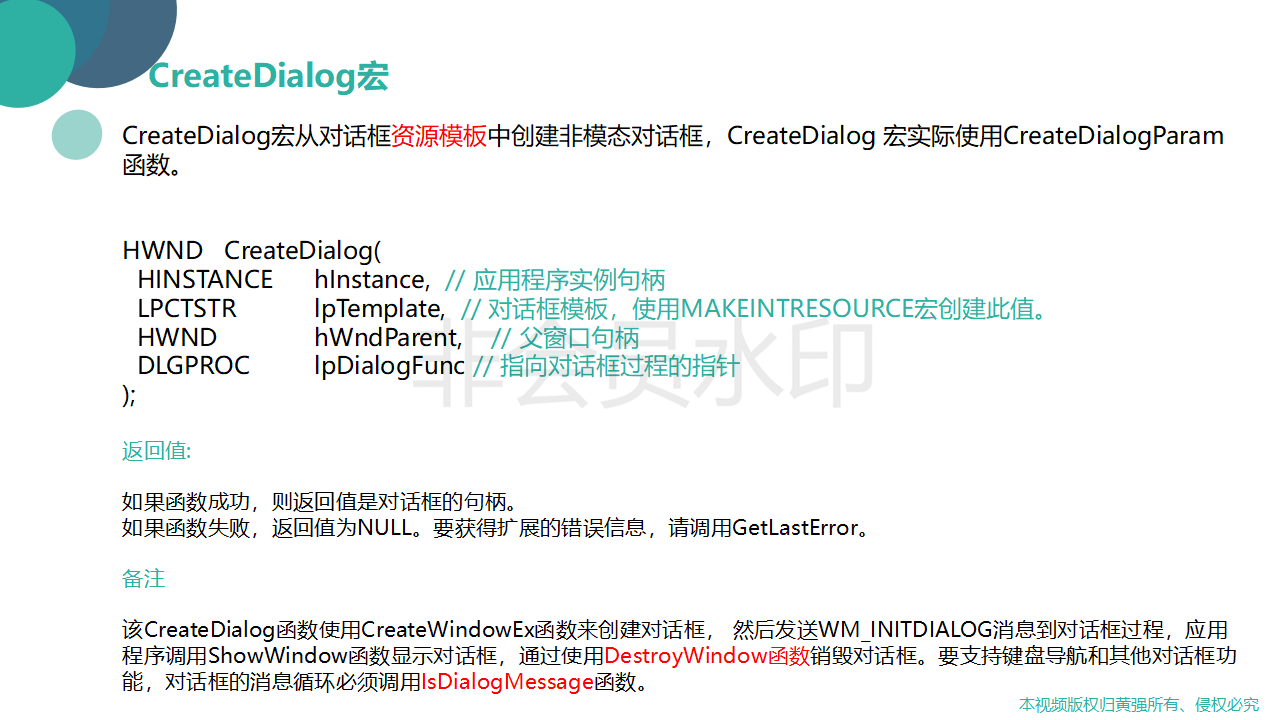 CreateDialog宏
CreateDialog宏从对话框资源模板中创建非模态对话框，CreateDialog 宏实际使用CreateDialogParam
函数。
HWND CreateDialog(
HINSTANCE hInstance, // 应用程序实例句柄
LPCTSTR lpTemplate, // 对话框模板，使用MAKEINTRESOURCE宏创建此值。
HWND hWndParent, // 父窗口句柄
DLGPROC lpDialogFunc // 指向对话框过程的指针
);
非会员水印
返回值:
如果函数成功，则返回值是对话框的句柄。
如果函数失败，返回值为NULL。要获得扩展的错误信息，请调用GetLastError。
备注
该CreateDialog函数使用CreateWindowEx函数来创建对话框， 然后发送WM_INITDIALOG消息到对话框过程，应用
程序调用ShowWindow函数显示对话框，通过使用DestroyWindow函数销毁对话框。要支持键盘导航和其他对话框功
能，对话框的消息循环必须调用IsDialogMessage函数。
本视频版权归黄强所有、侵权必究